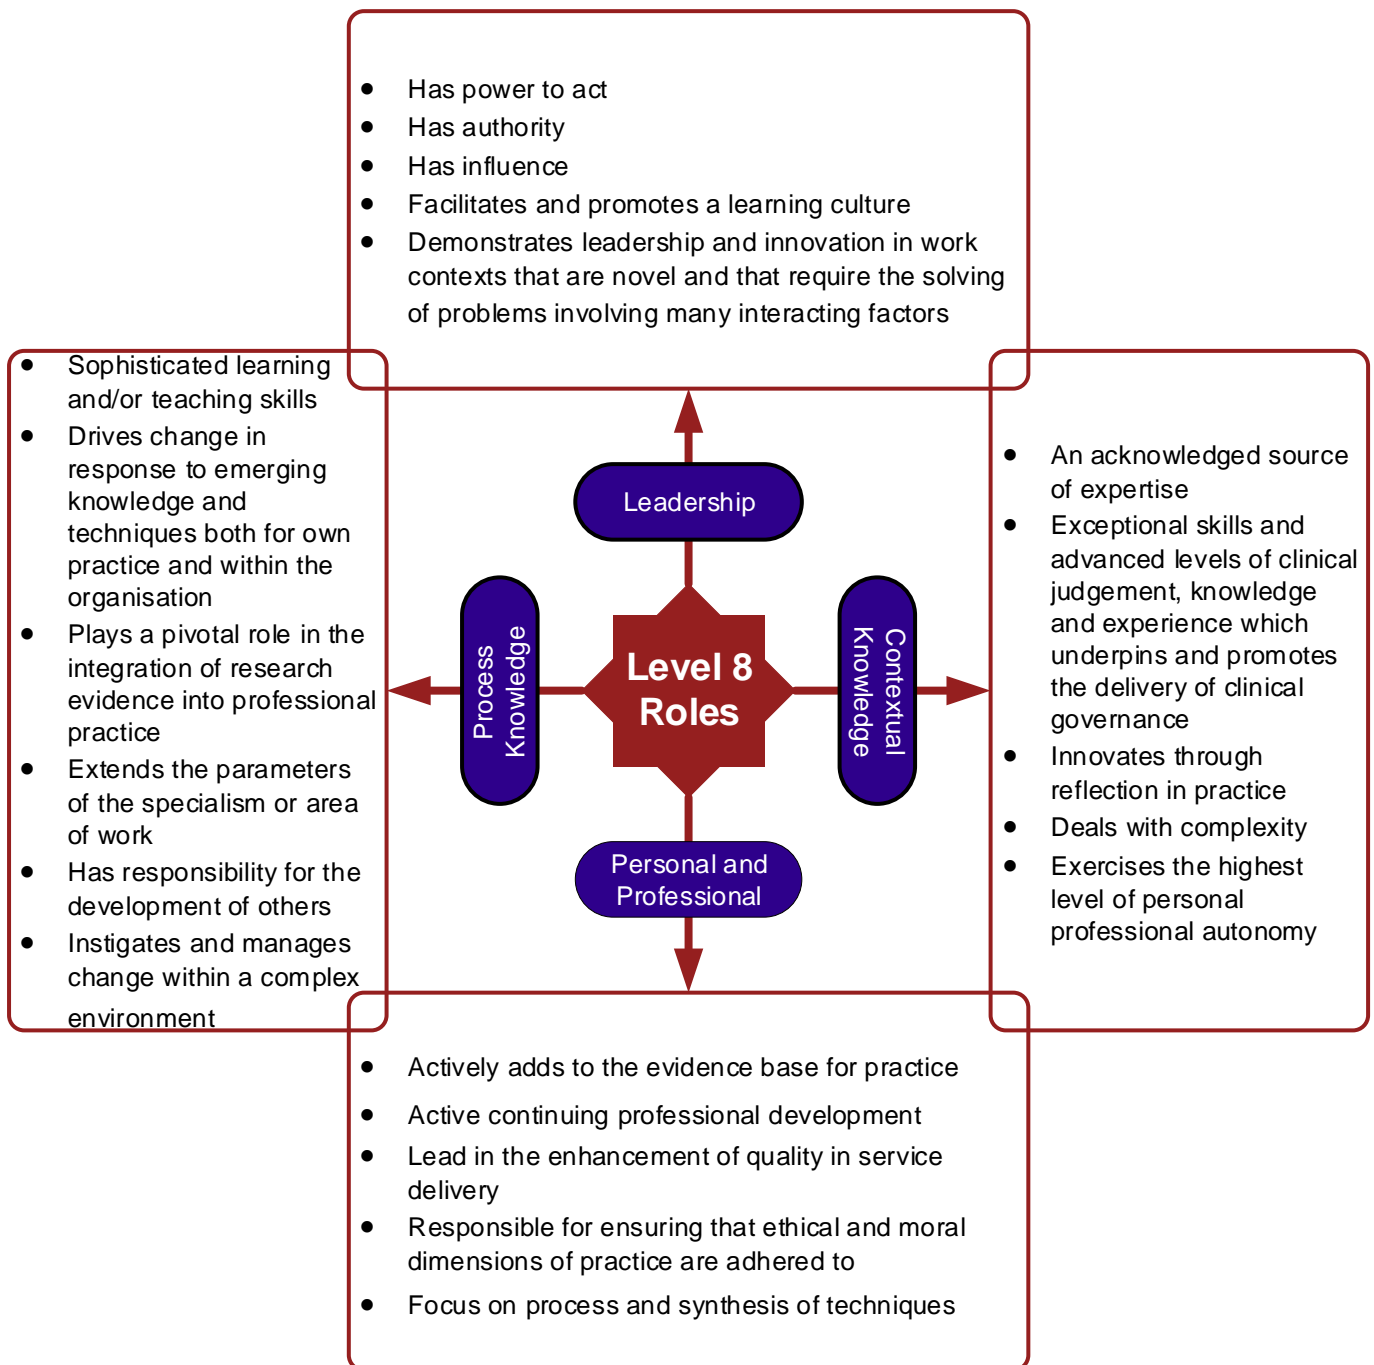 • Has power to act
• Has authority
• Has influence
• Facilitates and promotes a learning culture
• Demonstrates leadership and innovation in work
contexts that are novel and that require the solving
of problems involving many interacting factors
• Sophisticated learning
and/or teaching skills
• Drives change in
response to emerging
knowledge and
techniques both for own
practice and within the
organisation
• Plays a pivotal role in the
integration of research
evidence into professional
practice
• Extends the parameters
of the specialism or area
of work
• Has responsibility for the
development of others
• Instigates and manages
change within a complex
environment
Leadership
Process
Knowledge
Level 8
Roles
Contextual
Knowledge
Personal and
Professional
• An acknowledged source
of expertise
• Exceptional skills and
advanced levels of clinical
judgement, knowledge
and experience which
underpins and promotes
the delivery of clinical
governance
• Innovates through
reflection in practice
• Deals with complexity
• Exercises the highest
level of personal
professional autonomy
• Actively adds to the evidence base for practice
• Active continuing professional development
• Lead in the enhancement of quality in service
delivery
• Responsible for ensuring that ethical and moral
dimensions of practice are adhered to
• Focus on process and synthesis of techniques